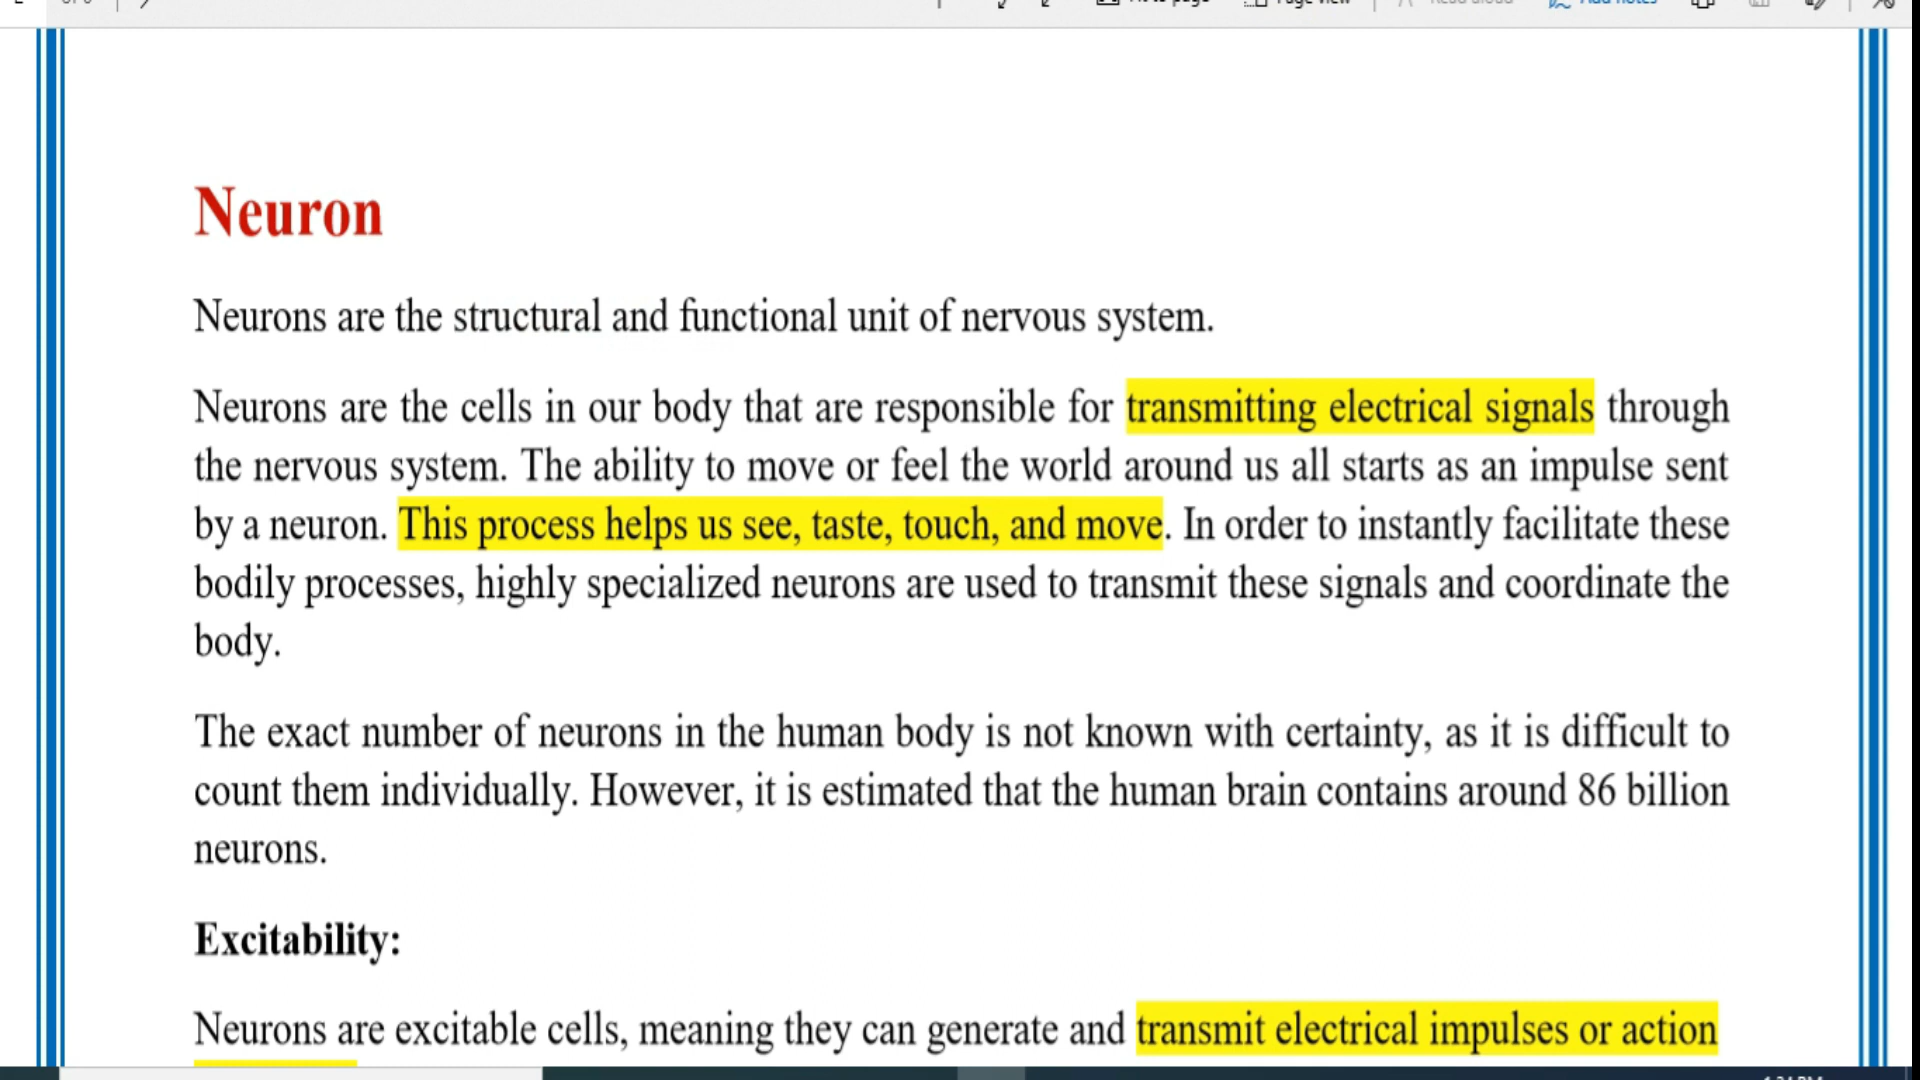 Neuron
Neurons are the structural and functional unit of nervous system.
Neurons are the cells in our body that are responsible for transmitting electrical signals through
the nervous system. The ability to move or feel the world around us all starts as an impulse sent
by a neuron. This process helps us see, taste, touch, and move. In order to instantly facilitate these
bodily processes, highly specialized neurons are used to transmit these signals and coordinate the
body.
The exact number of neurons in the human body is not known with certainty, as it is difficult to
count them individually. However, it is estimated that the human brain contains around 86 billion
neurons.
Excitability:
Neurons are excitable cells, meaning they can generate and transmit electrical impulses or action